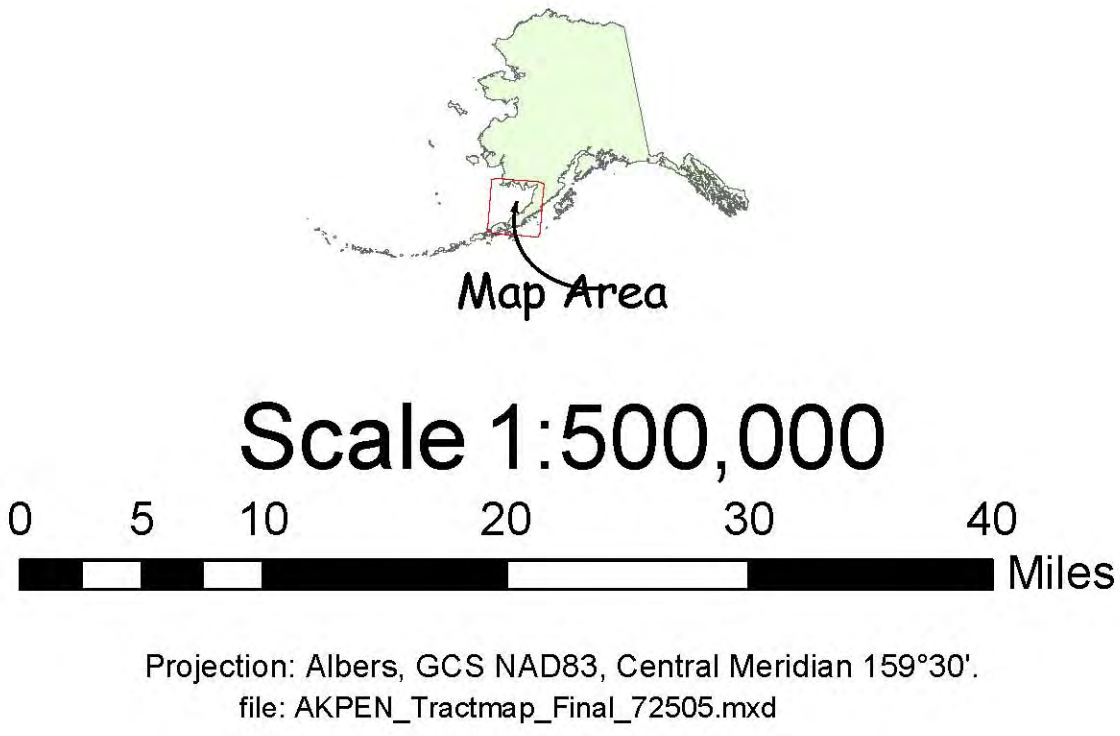 Map Area
Scale 1:500,000
0 5 10 20 30 40
Miles
Projection: Albers, GCS NAD83, Central Meridian 159°30'.
file: AKPEN_Tractmap_Final_72505.mxd